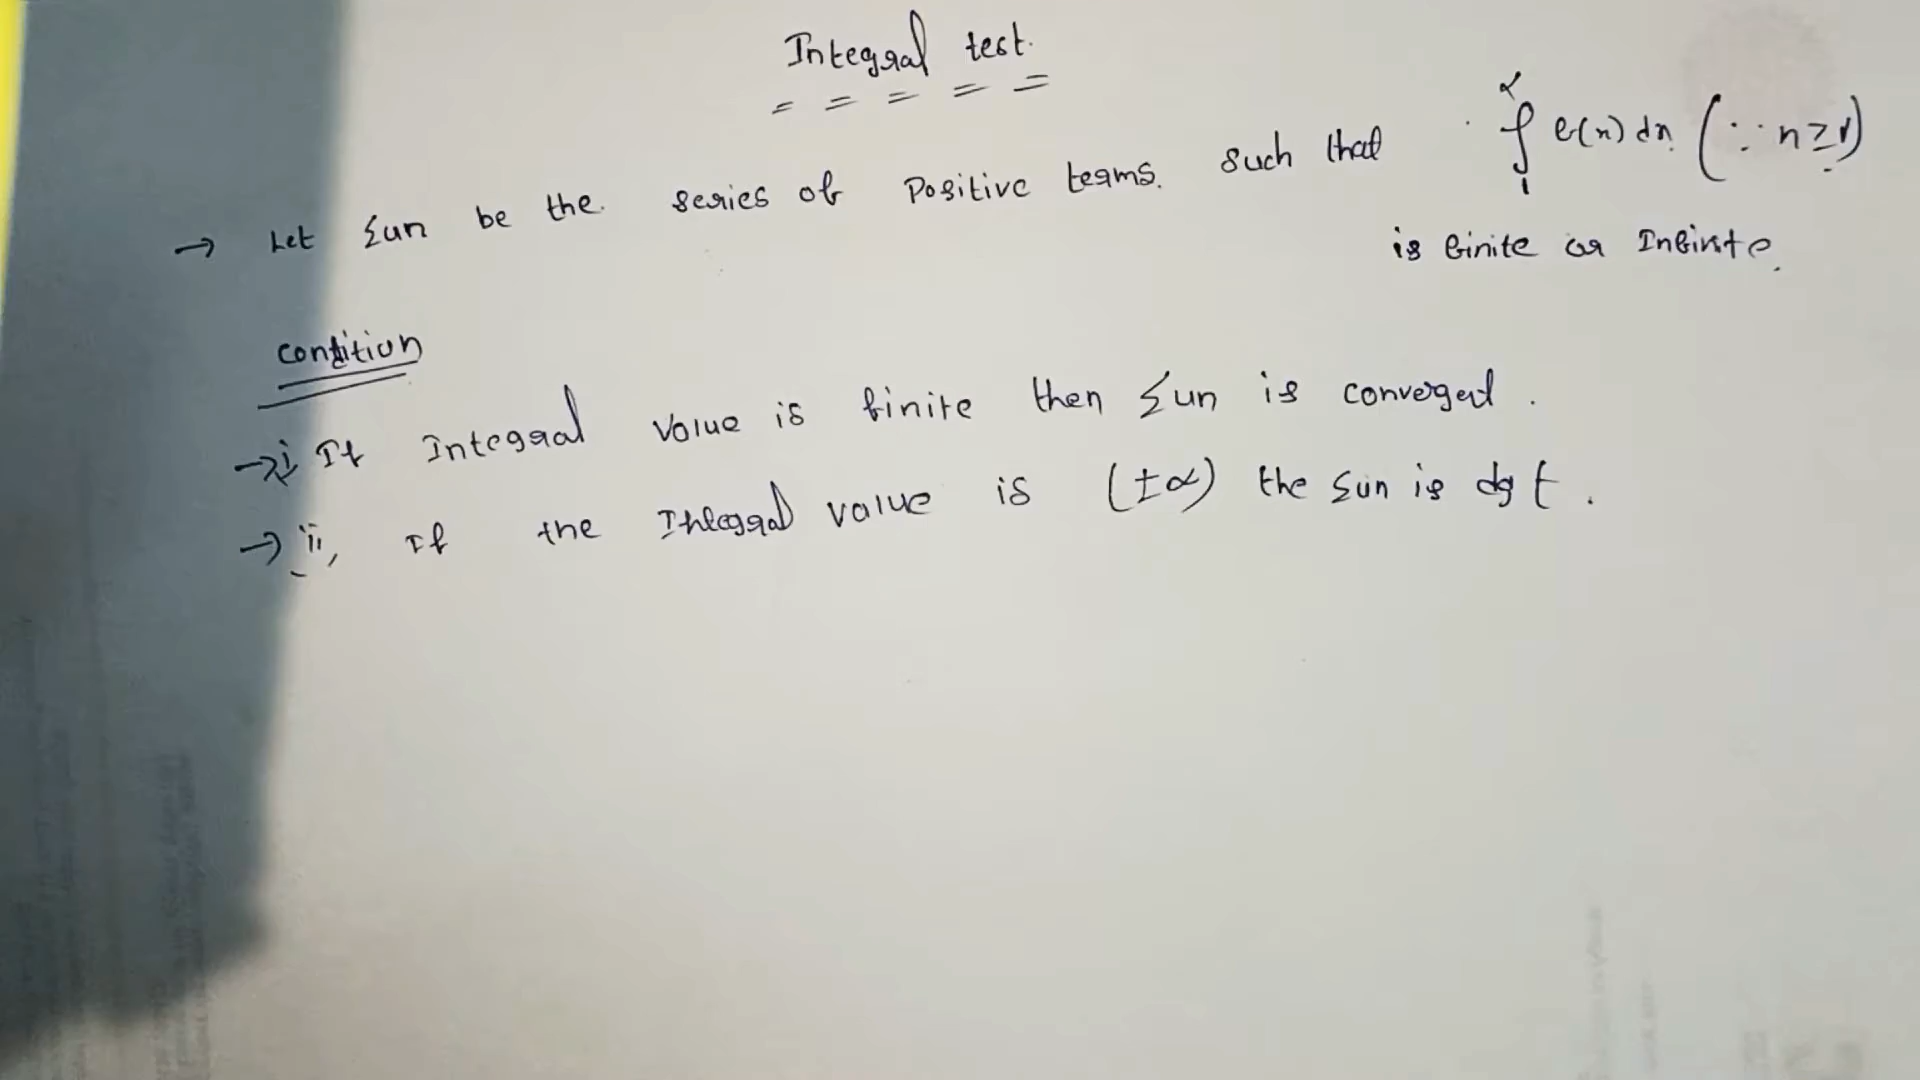 Integral test.
→ Let Σun be the series of Positive terms. such that ∫₁^∝ f(n) dn (∵ n≥1)
is finite or Infinite.
condition
→ i If Integral value is finite then Σun is converged.
→ ii, If the Integral value is (±∝) the Σun is dgt.